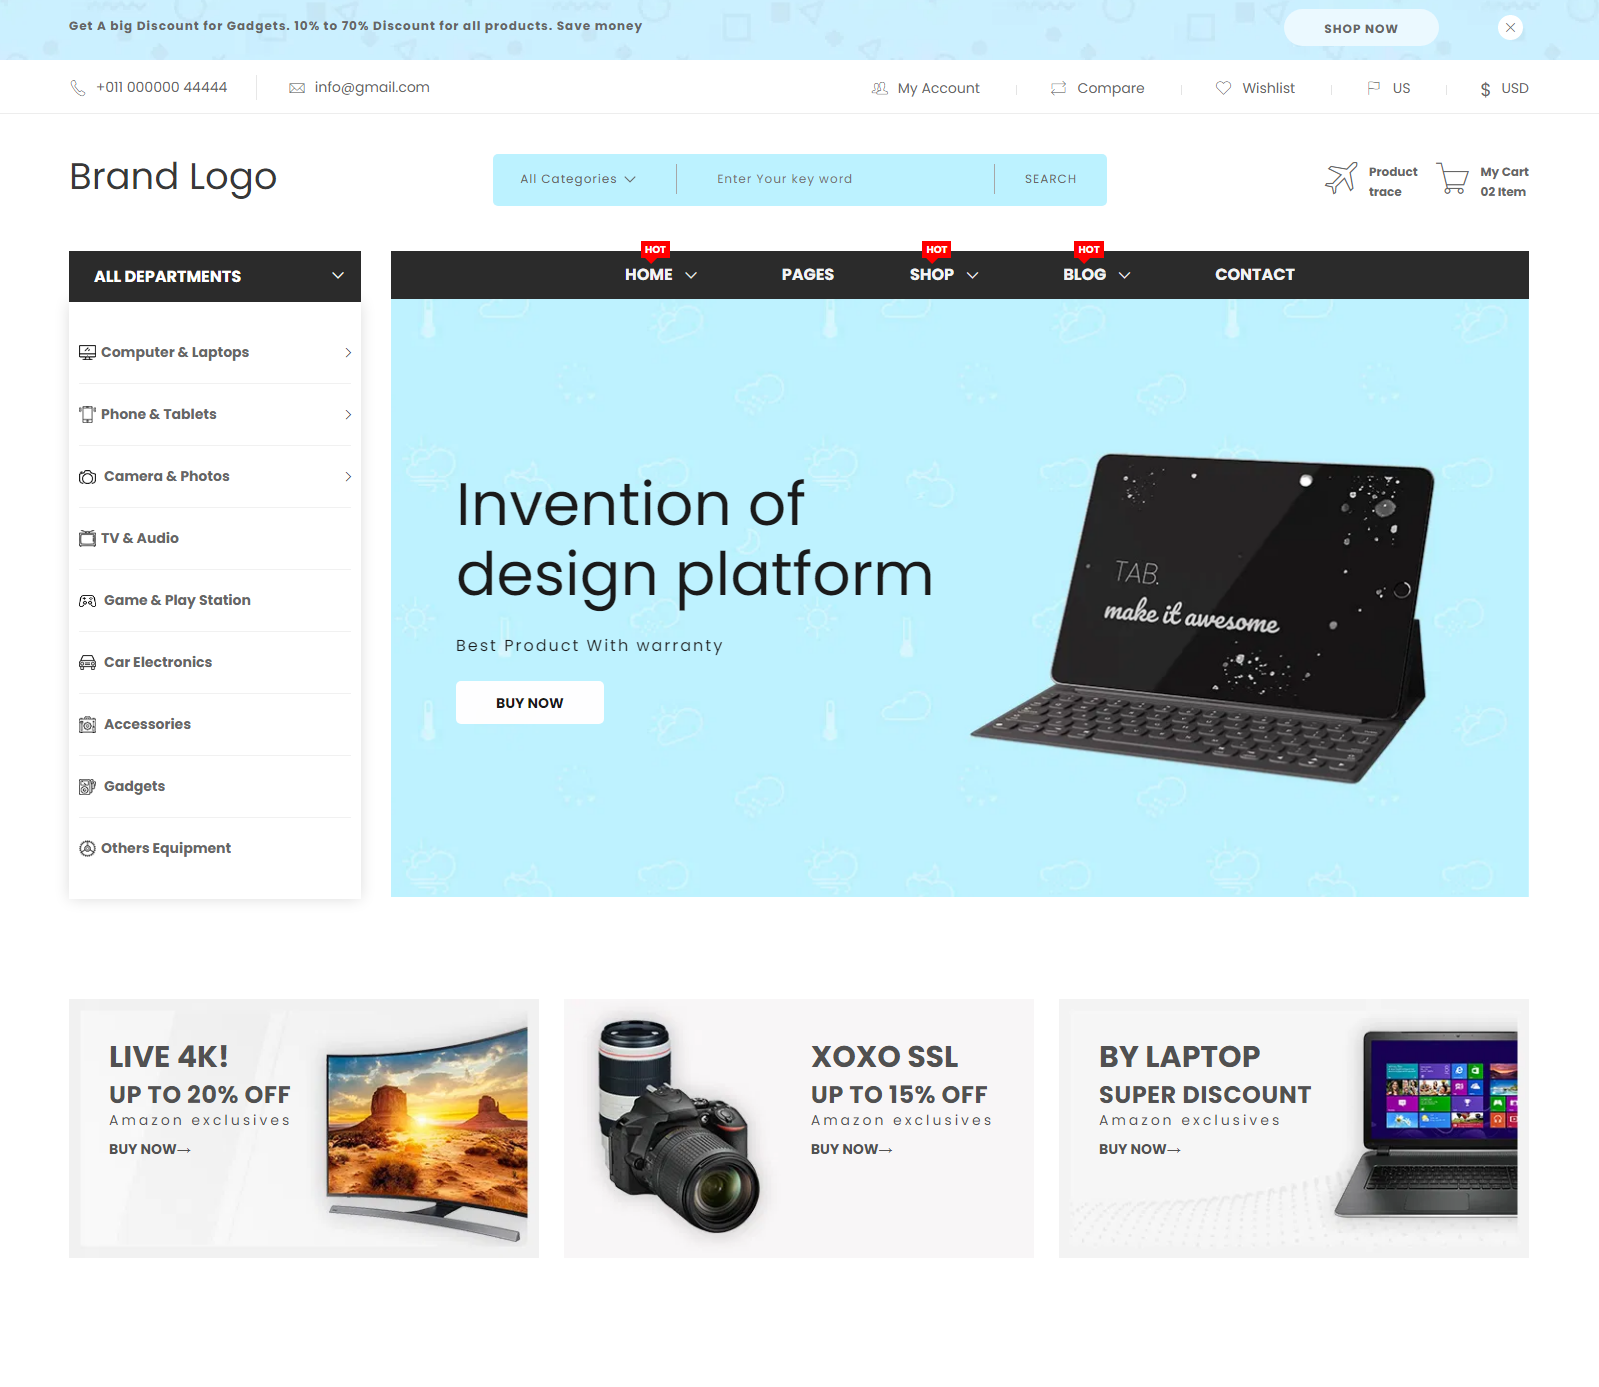 Get A big Discount for Gadgets. 10% to 70% Discount for all products. Save money
SHOP NOW
+011 000000 44444
info@gmail.com
My Account
Compare
Wishlist
US
$ USD
Brand Logo
All Categories
Enter Your key word
SEARCH
Product
trace
My Cart
02 Item
ALL DEPARTMENTS
HOT
HOT
HOT
HOME
PAGES
SHOP
BLOG
CONTACT
Computer & Laptops
Phone & Tablets
Camera & Photos
TV & Audio
Game & Play Station
Car Electronics
Accessories
Gadgets
Others Equipment
Invention of
design platform
Best Product With warranty
BUY NOW
TAB.
make it awesome
LIVE 4K!
UP TO 20% OFF
Amazon exclusives
BUY NOW→
XOXO SSL
UP TO 15% OFF
Amazon exclusives
BUY NOW→
BY LAPTOP
SUPER DISCOUNT
Amazon exclusives
BUY NOW→